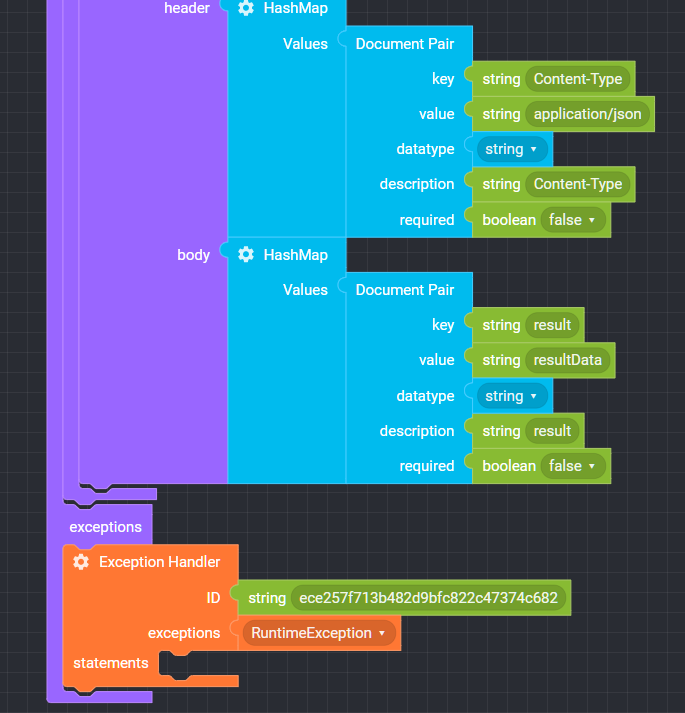 header HashMap
Values Document Pair
key string Content-Type
value string application/json
datatype string
description string Content-Type
required boolean false
body HashMap
Values Document Pair
key string result
value string resultData
datatype string
description string result
required boolean false
exceptions
Exception Handler
ID string ece257f713b482d9bfc822c47374c682
exceptions RuntimeException
statements